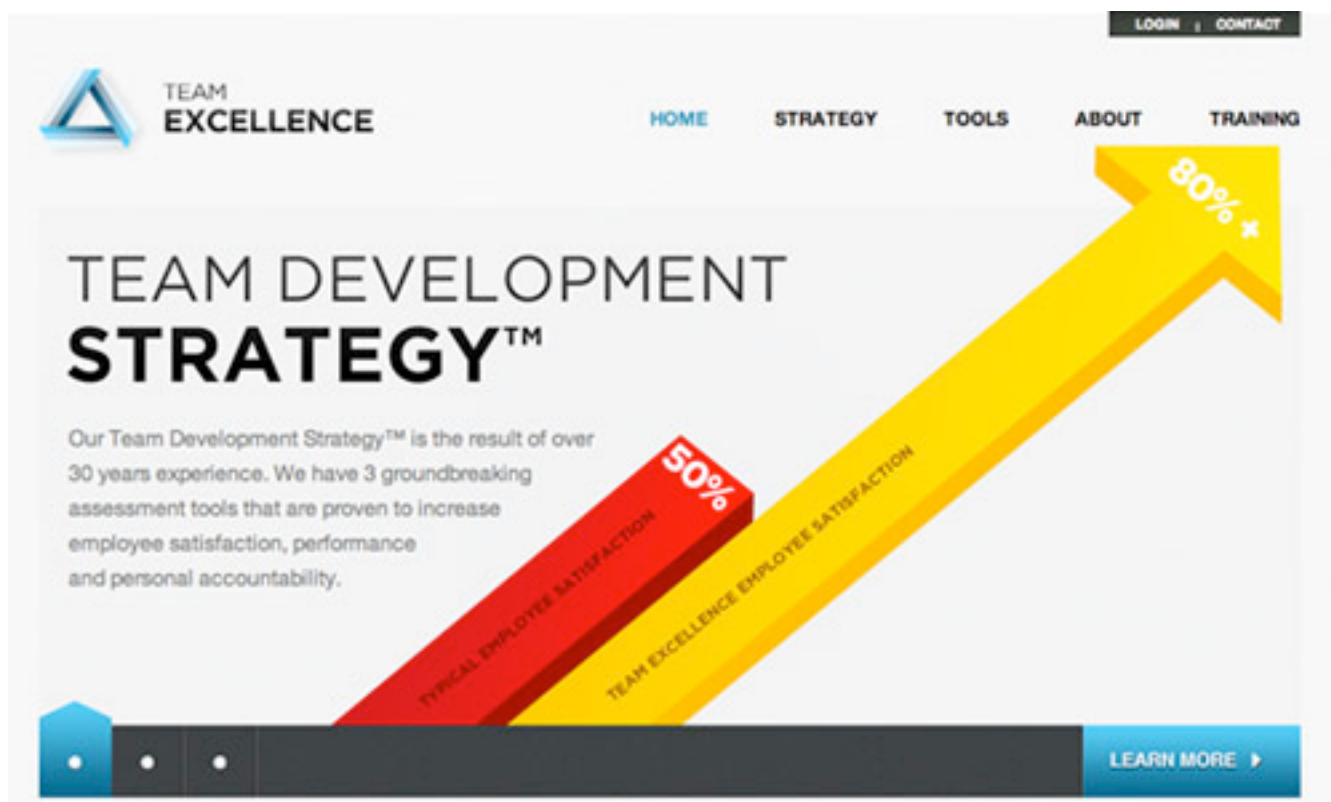 LOGIN | CONTACT
TEAM
EXCELLENCE
HOME STRATEGY TOOLS ABOUT TRAINING
80% +
TEAM DEVELOPMENT
STRATEGY™
Our Team Development Strategy™ is the result of over
30 years experience. We have 3 groundbreaking
assessment tools that are proven to increase
employee satisfaction, performance
and personal accountability.
50%
TYPICAL EMPLOYEE SATISFACTION
TEAM EXCELLENCE EMPLOYEE SATISFACTION
LEARN MORE